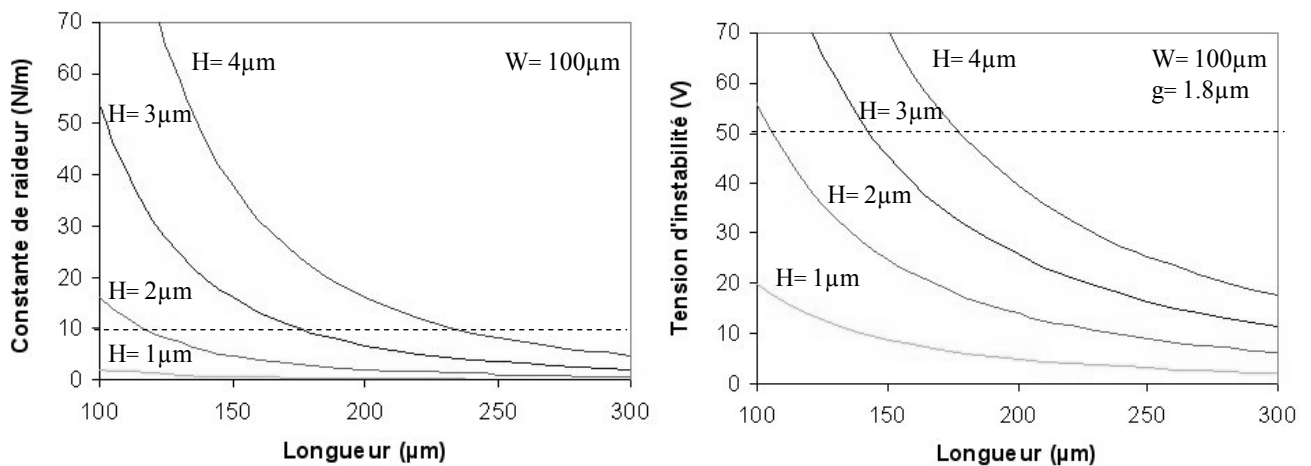 Constante de raideur (N/m)
70
60
50
40
30
20
10
0
H= 4µm
W= 100µm
H= 3µm
H= 2µm
H= 1µm
100
150
200
250
300
Longueur (µm)
Tension d'instabilité (V)
70
60
50
40
30
20
10
0
H= 4µm
W= 100µm
g= 1.8µm
H= 3µm
H= 2µm
H= 1µm
100
150
200
250
300
Longueur (µm)